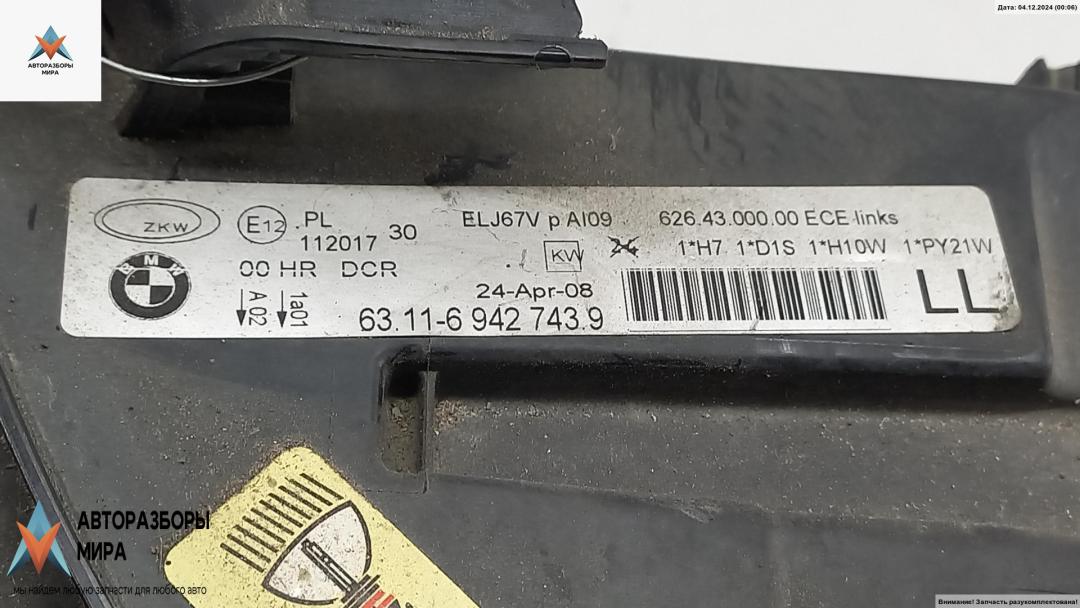 Дата: 04.12.2024 (00:06)
АВТОРАЗБОРЫ
МИРА
ZKW
E12
PL
112017 30
ELJ67V p AI09
626.43.000.00 ECE links
KW
1*H7 1*D1S 1*H10W 1*PY21W
BMW
00 HR DCR
A 02
1a01
24-Apr-08
63.11-6 942 743.9
LL
АВТОРАЗБОРЫ
МИРА
мы найдем любую запчасти для любого авто
Внимание! Запчасть разукомплектована!